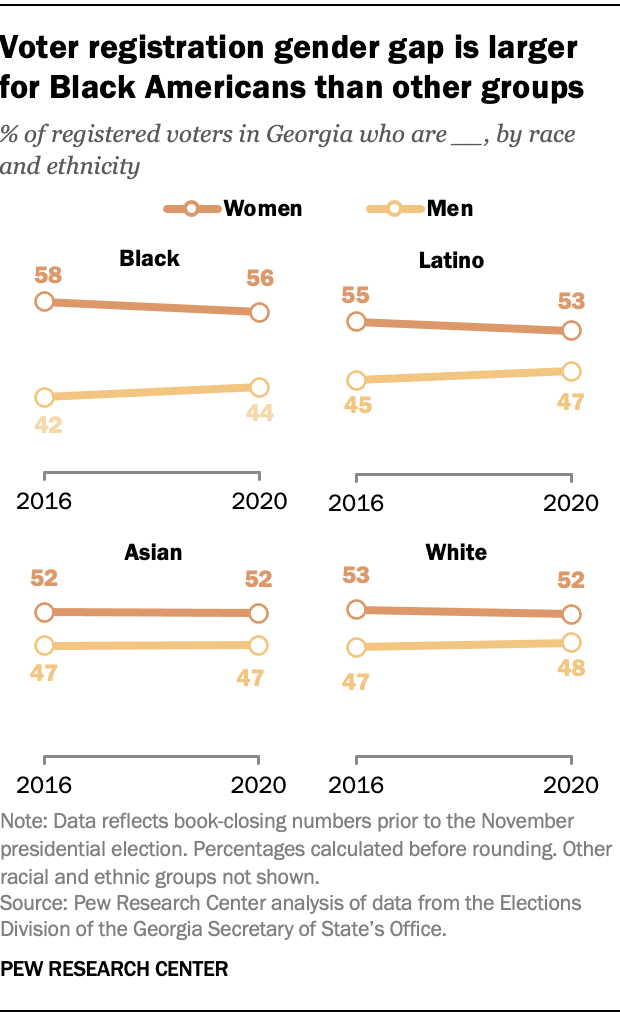 Voter registration gender gap is larger
for Black Americans than other groups
% of registered voters in Georgia who are __, by race
and ethnicity
Women Men
Black
58 56
42 44
2016 2020
Latino
55 53
45 47
2016 2020
Asian
52 52
47 47
2016 2020
White
53 52
47 48
2016 2020
Note: Data reflects book-closing numbers prior to the November
presidential election. Percentages calculated before rounding. Other
racial and ethnic groups not shown.
Source: Pew Research Center analysis of data from the Elections
Division of the Georgia Secretary of State’s Office.
PEW RESEARCH CENTER